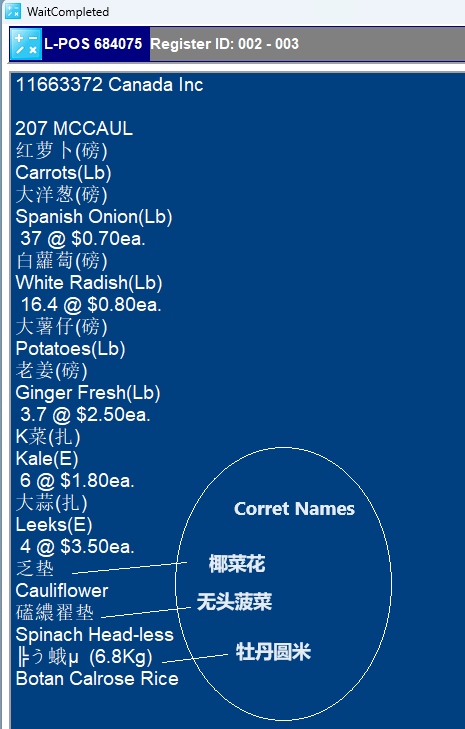 WaitCompleted
L-POS 684075 Register ID: 002 - 003
11663372 Canada Inc
207 MCCAUL
红萝卜(磅)
Carrots(Lb)
大洋葱(磅)
Spanish Onion(Lb)
37 @ $0.70ea.
白蘿蔔(磅)
White Radish(Lb)
16.4 @ $0.80ea.
大薯仔(磅)
Potatoes(Lb)
老姜(磅)
Ginger Fresh(Lb)
3.7 @ $2.50ea.
K菜(扎)
Kale(E)
6 @ $1.80ea.
大蒜(扎)
Leeks(E)
4 @ $3.50ea.
Corret Names
乏垫 椰菜花
Cauliflower
礚繷翟垫 无头菠菜
Spinach Head-less
╠う蛾μ (6.8Kg) 牡丹圆米
Botan Calrose Rice